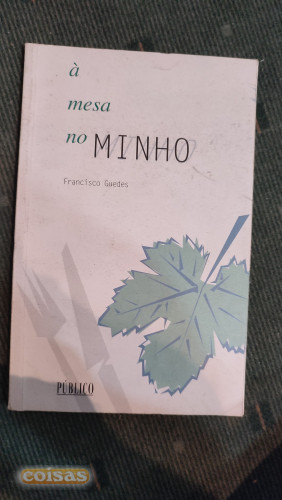 à
mesa
no MINHO
Francisco Guedes
PÚBLICO
coisas